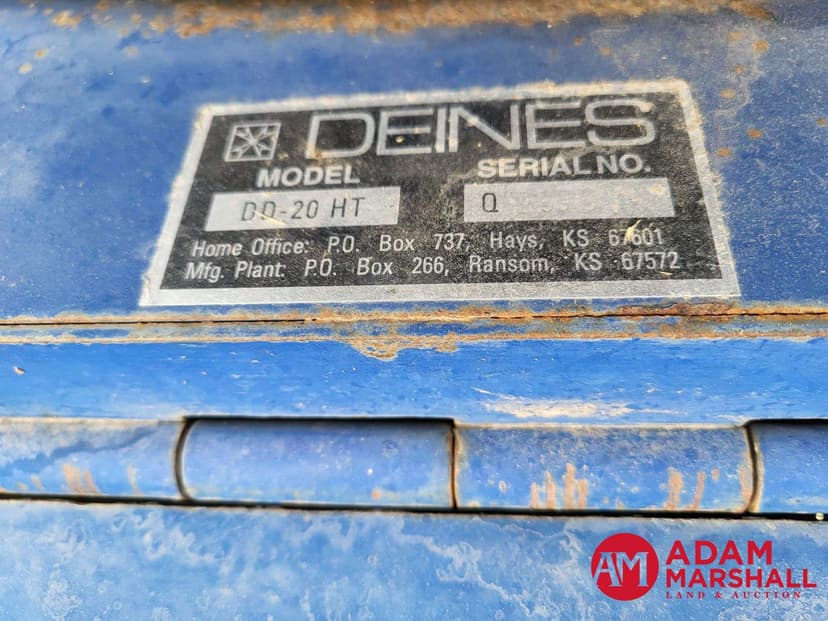 DEINES
MODEL SERIAL NO.
DD-20 HT Q
Home Office: P.O. Box 737, Hays, KS 67601
Mfg. Plant: P.O. Box 266, Ransom, KS 67572
AM ADAM
MARSHALL
LAND & AUCTION